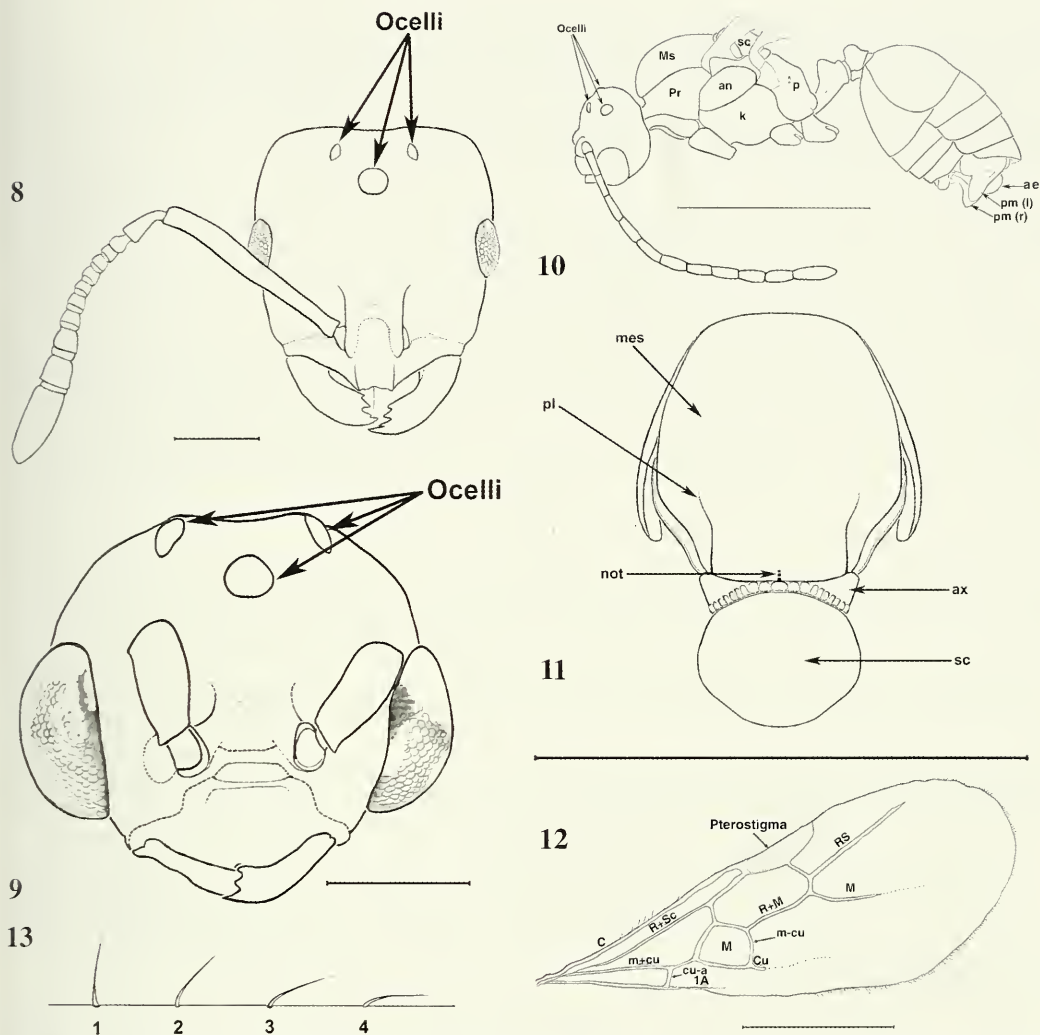 Ocelli
8
Ocelli
9
13
1 2 3 4
Ocelli
sc
Ms
Pr
an
p
k
ae
pm (l)
pm (r)
10
mes
pl
not
ax
sc
11
Pterostigma
12
RS
M
R+M
R+Sc
C
m-cu
M
m+cu
Cu
cu-a
1A